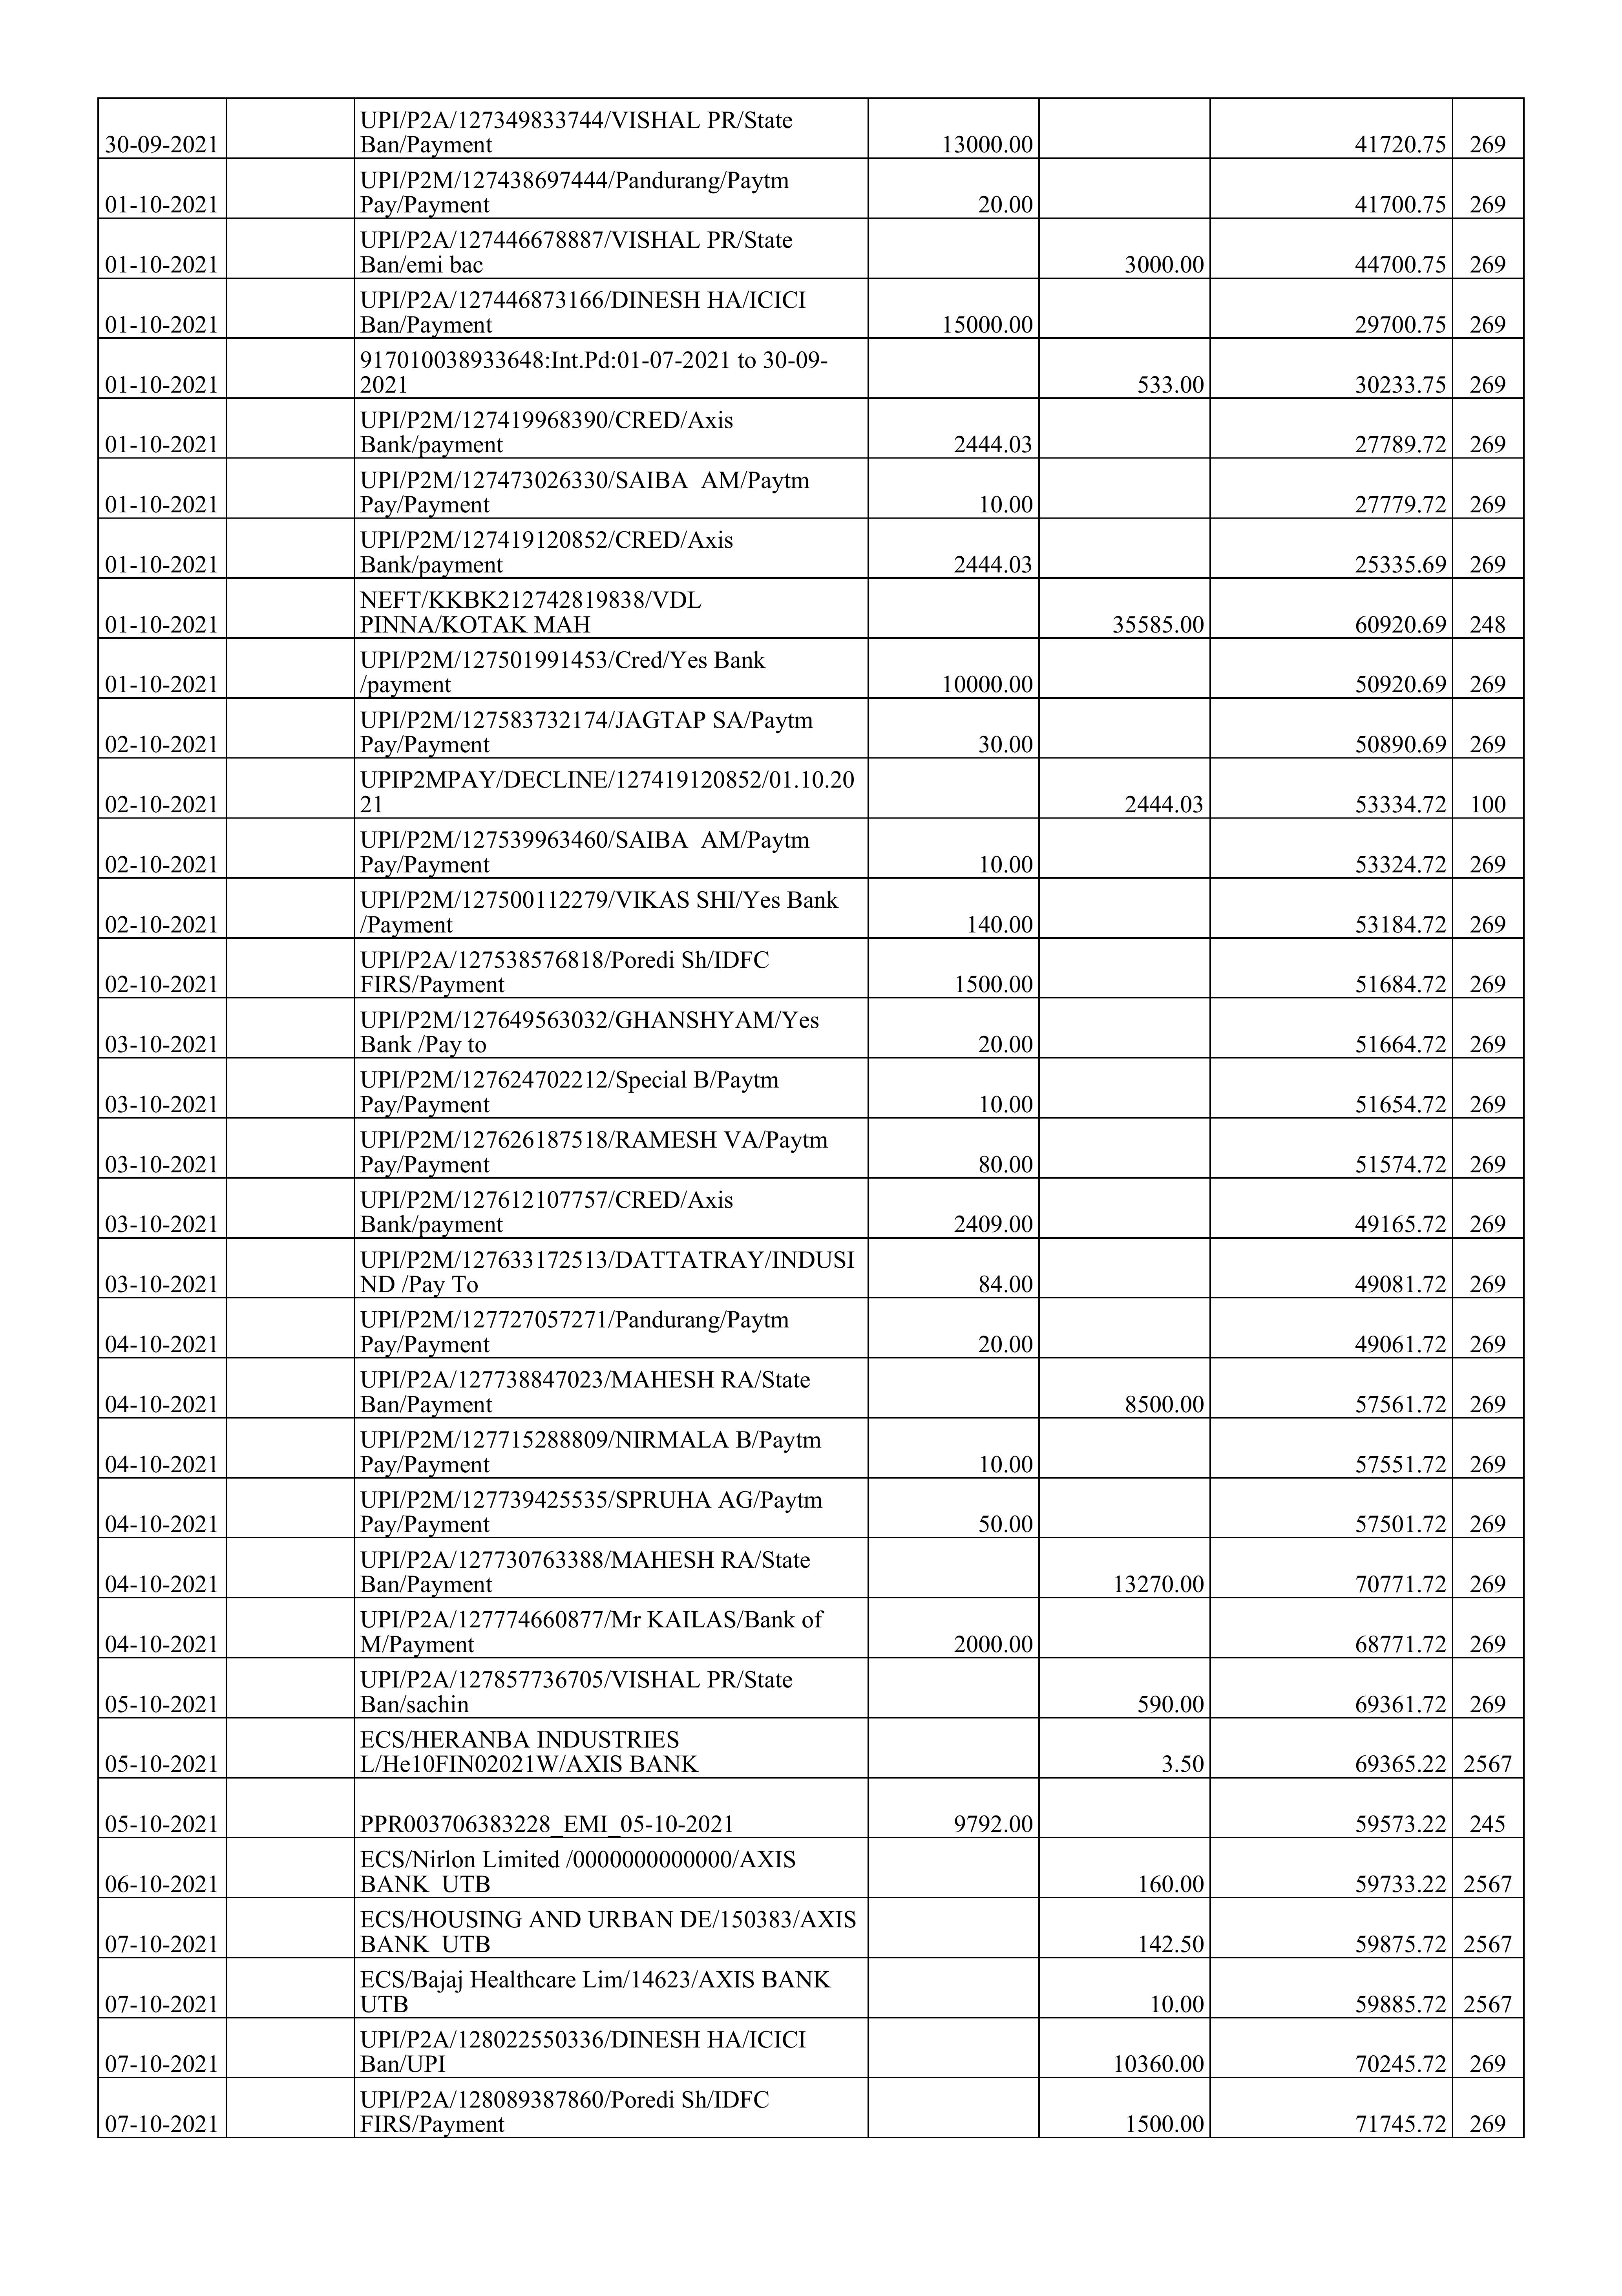 UPI/P2A/127349833744/VISHAL PR/State
30-09-2021 Ban/Payment 13000.00 41720.75 269
UPI/P2M/127438697444/Pandurang/Paytm
01-10-2021 Pay/Payment 20.00 41700.75 269
UPI/P2A/127446678887/VISHAL PR/State
01-10-2021 Ban/emi bac 3000.00 44700.75 269
UPI/P2A/127446873166/DINESH HA/ICICI
01-10-2021 Ban/Payment 15000.00 29700.75 269
917010038933648:Int.Pd:01-07-2021 to 30-09-
01-10-2021 2021 533.00 30233.75 269
UPI/P2M/127419968390/CRED/Axis
01-10-2021 Bank/payment 2444.03 27789.72 269
UPI/P2M/127473026330/SAIBA  AM/Paytm
01-10-2021 Pay/Payment 10.00 27779.72 269
UPI/P2M/127419120852/CRED/Axis
01-10-2021 Bank/payment 2444.03 25335.69 269
NEFT/KKBK212742819838/VDL
01-10-2021 PINNA/KOTAK MAH 35585.00 60920.69 248
UPI/P2M/127501991453/Cred/Yes Bank
01-10-2021 /payment 10000.00 50920.69 269
UPI/P2M/127583732174/JAGTAP SA/Paytm
02-10-2021 Pay/Payment 30.00 50890.69 269
UPIP2MPAY/DECLINE/127419120852/01.10.20
02-10-2021 21 2444.03 53334.72 100
UPI/P2M/127539963460/SAIBA  AM/Paytm
02-10-2021 Pay/Payment 10.00 53324.72 269
UPI/P2M/127500112279/VIKAS SHI/Yes Bank
02-10-2021 /Payment 140.00 53184.72 269
UPI/P2A/127538576818/Poredi Sh/IDFC
02-10-2021 FIRS/Payment 1500.00 51684.72 269
UPI/P2M/127649563032/GHANSHYAM/Yes
03-10-2021 Bank /Pay to 20.00 51664.72 269
UPI/P2M/127624702212/Special B/Paytm
03-10-2021 Pay/Payment 10.00 51654.72 269
UPI/P2M/127626187518/RAMESH VA/Paytm
03-10-2021 Pay/Payment 80.00 51574.72 269
UPI/P2M/127612107757/CRED/Axis
03-10-2021 Bank/payment 2409.00 49165.72 269
UPI/P2M/127633172513/DATTATRAY/INDUSI
03-10-2021 ND /Pay To 84.00 49081.72 269
UPI/P2M/127727057271/Pandurang/Paytm
04-10-2021 Pay/Payment 20.00 49061.72 269
UPI/P2A/127738847023/MAHESH RA/State
04-10-2021 Ban/Payment 8500.00 57561.72 269
UPI/P2M/127715288809/NIRMALA B/Paytm
04-10-2021 Pay/Payment 10.00 57551.72 269
UPI/P2M/127739425535/SPRUHA AG/Paytm
04-10-2021 Pay/Payment 50.00 57501.72 269
UPI/P2A/127730763388/MAHESH RA/State
04-10-2021 Ban/Payment 13270.00 70771.72 269
UPI/P2A/127774660877/Mr KAILAS/Bank of
04-10-2021 M/Payment 2000.00 68771.72 269
UPI/P2A/127857736705/VISHAL PR/State
05-10-2021 Ban/sachin 590.00 69361.72 269
ECS/HERANBA INDUSTRIES
05-10-2021 L/He10FIN02021W/AXIS BANK 3.50 69365.22 2567
05-10-2021 PPR003706383228_EMI_05-10-2021 9792.00 59573.22 245
ECS/Nirlon Limited /0000000000000/AXIS
06-10-2021 BANK  UTB 160.00 59733.22 2567
ECS/HOUSING AND URBAN DE/150383/AXIS
07-10-2021 BANK  UTB 142.50 59875.72 2567
ECS/Bajaj Healthcare Lim/14623/AXIS BANK
07-10-2021 UTB 10.00 59885.72 2567
UPI/P2A/128022550336/DINESH HA/ICICI
07-10-2021 Ban/UPI 10360.00 70245.72 269
UPI/P2A/128089387860/Poredi Sh/IDFC
07-10-2021 FIRS/Payment 1500.00 71745.72 269